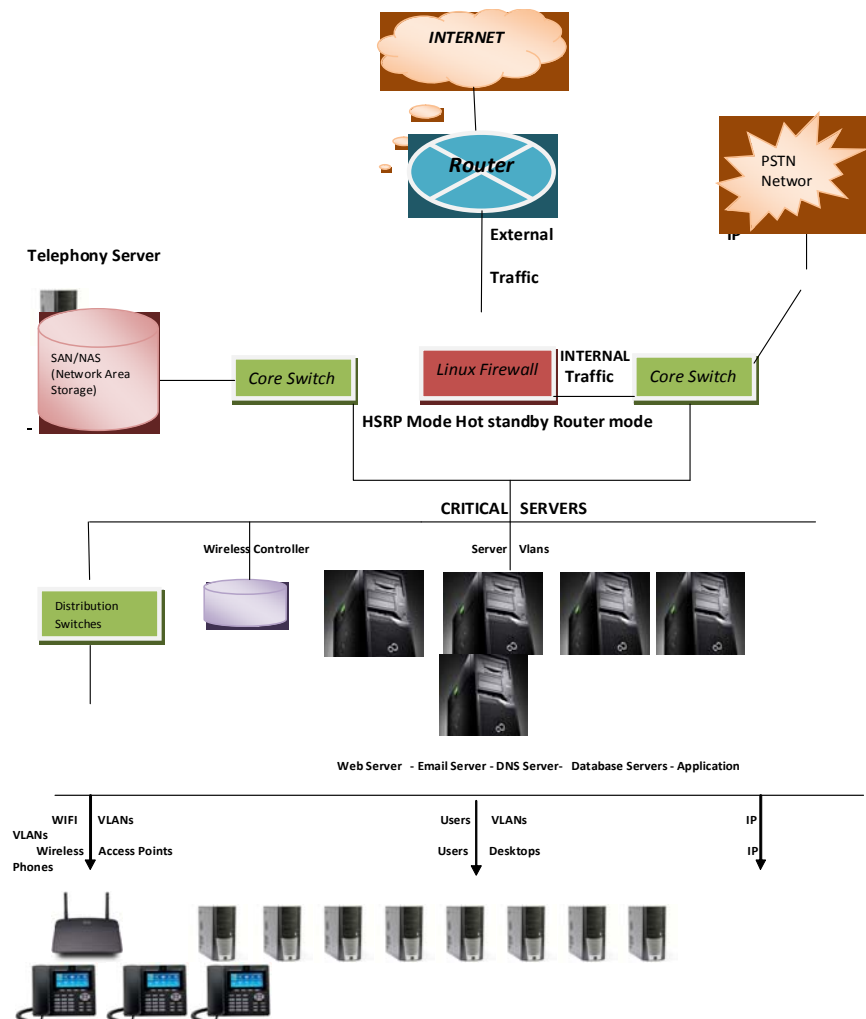 INTERNET
Router
PSTN
Networ
External
IP
Telephony Server
Traffic
SAN/NAS
(Network Area
Storage)
Core Switch
Linux Firewall
INTERNAL
Traffic
Core Switch
HSRP Mode Hot standby Router mode
-
CRITICAL SERVERS
Wireless Controller
Server Vlans
Distribution
Switches
Web Server - Email Server - DNS Server- Database Servers - Application
WIFI VLANs Users VLANs IP
VLANs
Wireless Access Points Users Desktops IP
Phones